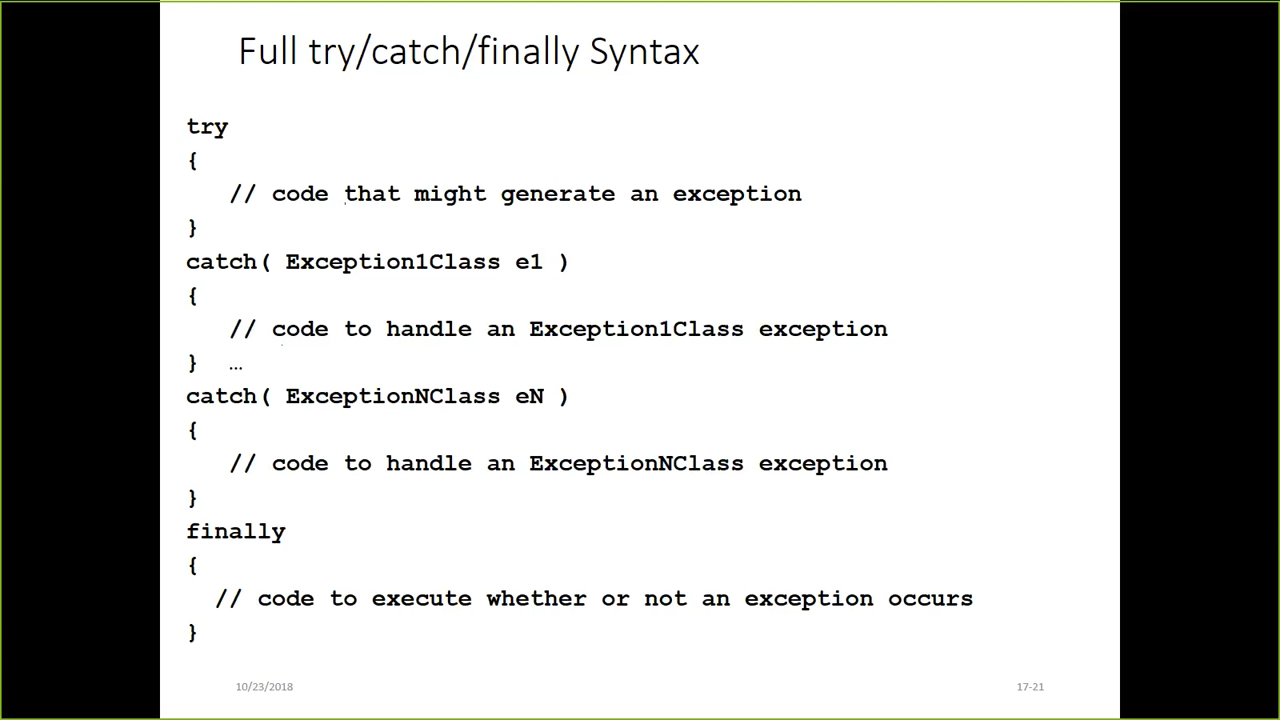 Full try/catch/finally Syntax
try
{
// code that might generate an exception
}
catch( Exception1Class e1 )
{
// code to handle an Exception1Class exception
} …
catch( ExceptionNClass eN )
{
// code to handle an ExceptionNClass exception
}
finally
{
// code to execute whether or not an exception occurs
}
10/23/2018 17-21